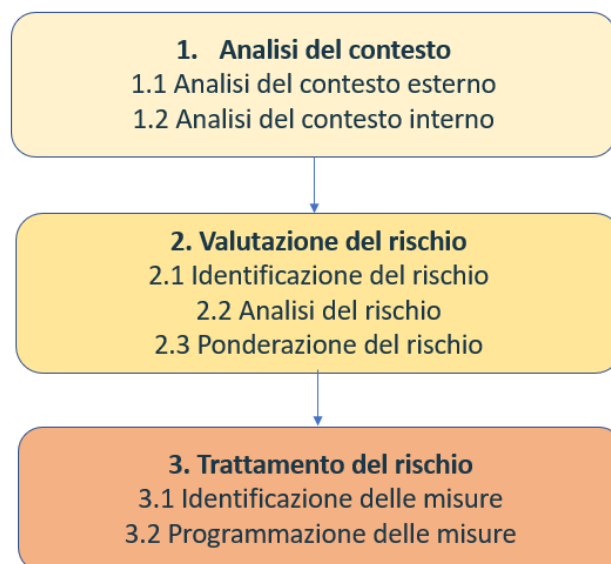 1. Analisi del contesto
1.1 Analisi del contesto esterno
1.2 Analisi del contesto interno
2. Valutazione del rischio
2.1 Identificazione del rischio
2.2 Analisi del rischio
2.3 Ponderazione del rischio
3. Trattamento del rischio
3.1 Identificazione delle misure
3.2 Programmazione delle misure